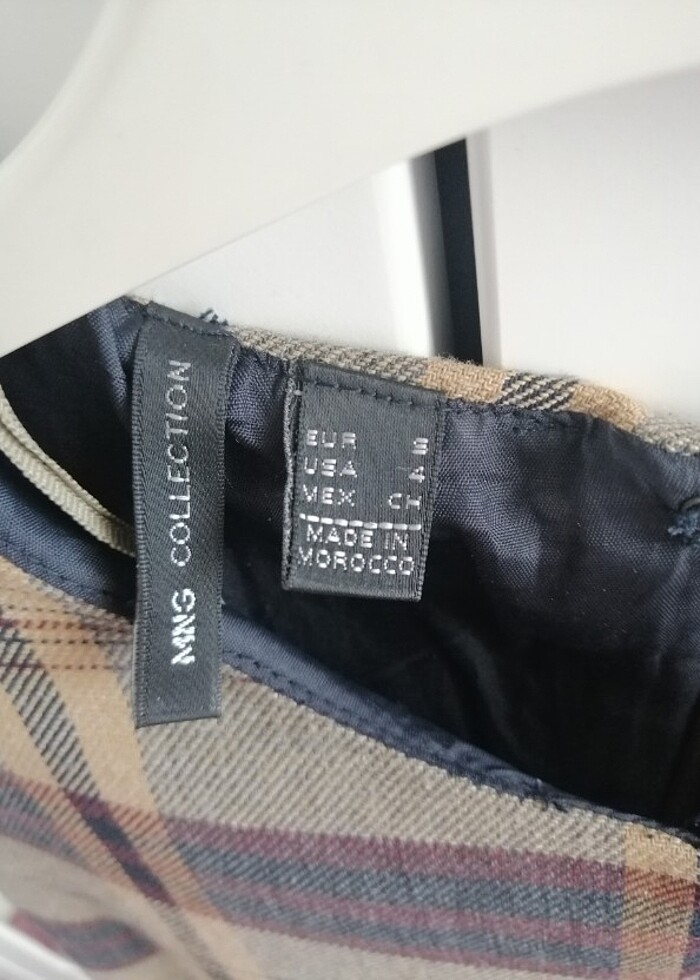 MNG COLLECTION
EUR S
USA 4
MEX CH
MADE IN
MOROCCO